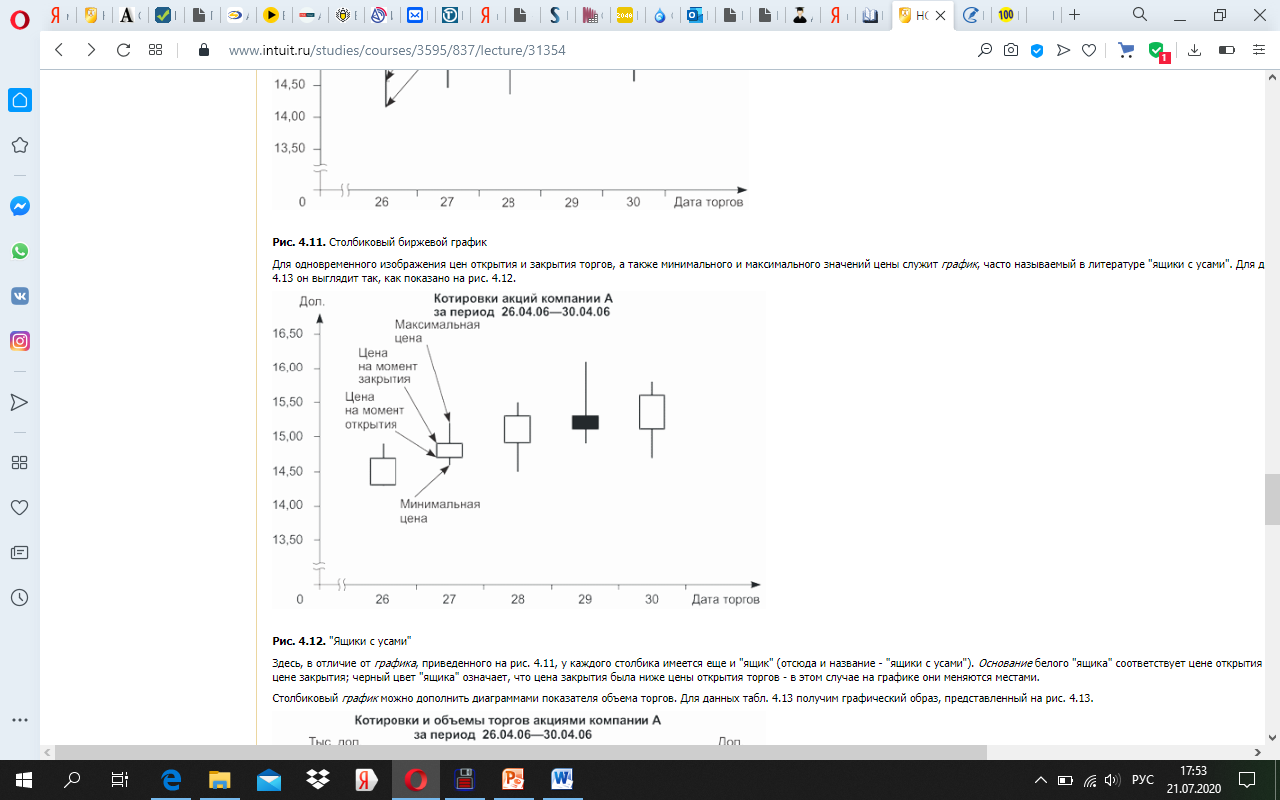 www.intuit.ru/studies/courses/3595/837/lecture/31354
14,50
14,00
13,50
0 26 27 28 29 30 Дата торгов
Рис. 4.11. Столбиковый биржевой график
Для одновременного изображения цен открытия и закрытия торгов, а также минимального и максимального значений цены служит график, часто называемый в литературе "ящики с усами". Для д
4.13 он выглядит так, как показано на рис. 4.12.
Дол.
Котировки акций компании А
за период 26.04.06—30.04.06
16,50
16,00
15,50
15,00
14,50
14,00
13,50
Максимальная
цена
Цена
на момент
закрытия
Цена
на момент
открытия
Минимальная
цена
0 26 27 28 29 30 Дата торгов
Рис. 4.12. "Ящики с усами"
Здесь, в отличие от графика, приведенного на рис. 4.11, у каждого столбика имеется еще и "ящик" (отсюда и название - "ящики с усами"). Основание белого "ящика" соответствует цене открытия
цене закрытия; черный цвет "ящика" означает, что цена закрытия была ниже цены открытия торгов - в этом случае на графике они меняются местами.
Столбиковый график можно дополнить диаграммами показателя объема торгов. Для данных табл. 4.13 получим графический образ, представленный на рис. 4.13.
Котировки и объемы торгов акциями компании А
за период 26.04.06—30.04.06
Тыс. дол Дол
РУС
17:53
21.07.2020